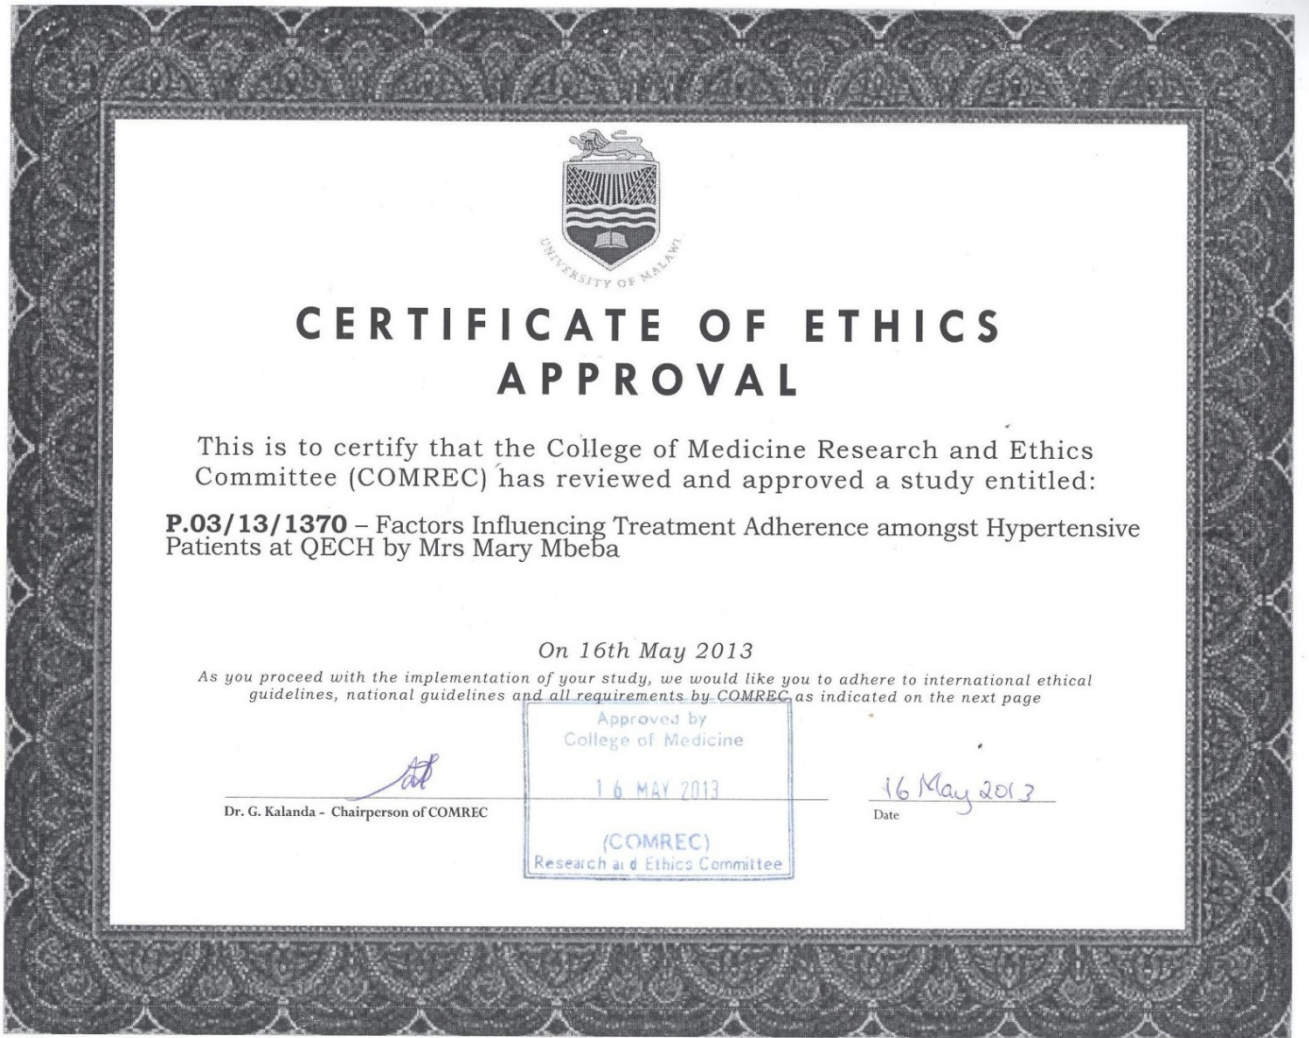 UNIVERSITY OF MALAWI
CERTIFICATE OF ETHICS
APPROVAL
This is to certify that the College of Medicine Research and Ethics
Committee (COMREC) has reviewed and approved a study entitled:
P.03/13/1370 – Factors Influencing Treatment Adherence amongst Hypertensive
Patients at QECH by Mrs Mary Mbeba
On 16th May 2013
As you proceed with the implementation of your study, we would like you to adhere to international ethical
guidelines, national guidelines and all requirements by COMREC as indicated on the next page
Approved by
College of Medicine
16 MAY 2013
(COMREC)
Research and Ethics Committee
Dr. G. Kalanda - Chairperson of COMREC
16 May 2013
Date